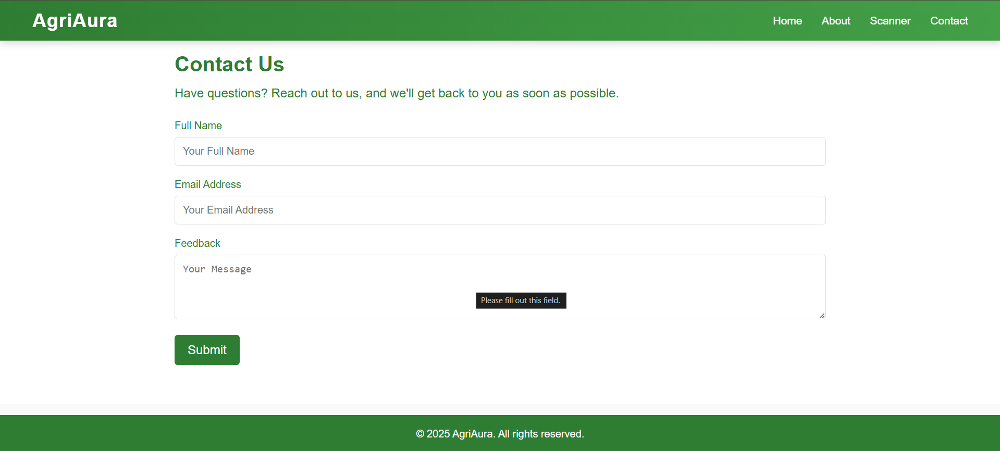 AgriAura
Home About Scanner Contact
Contact Us
Have questions? Reach out to us, and we'll get back to you as soon as possible.
Full Name
Your Full Name
Email Address
Your Email Address
Feedback
Your Message
Please fill out this field.
Submit
© 2025 AgriAura. All rights reserved.